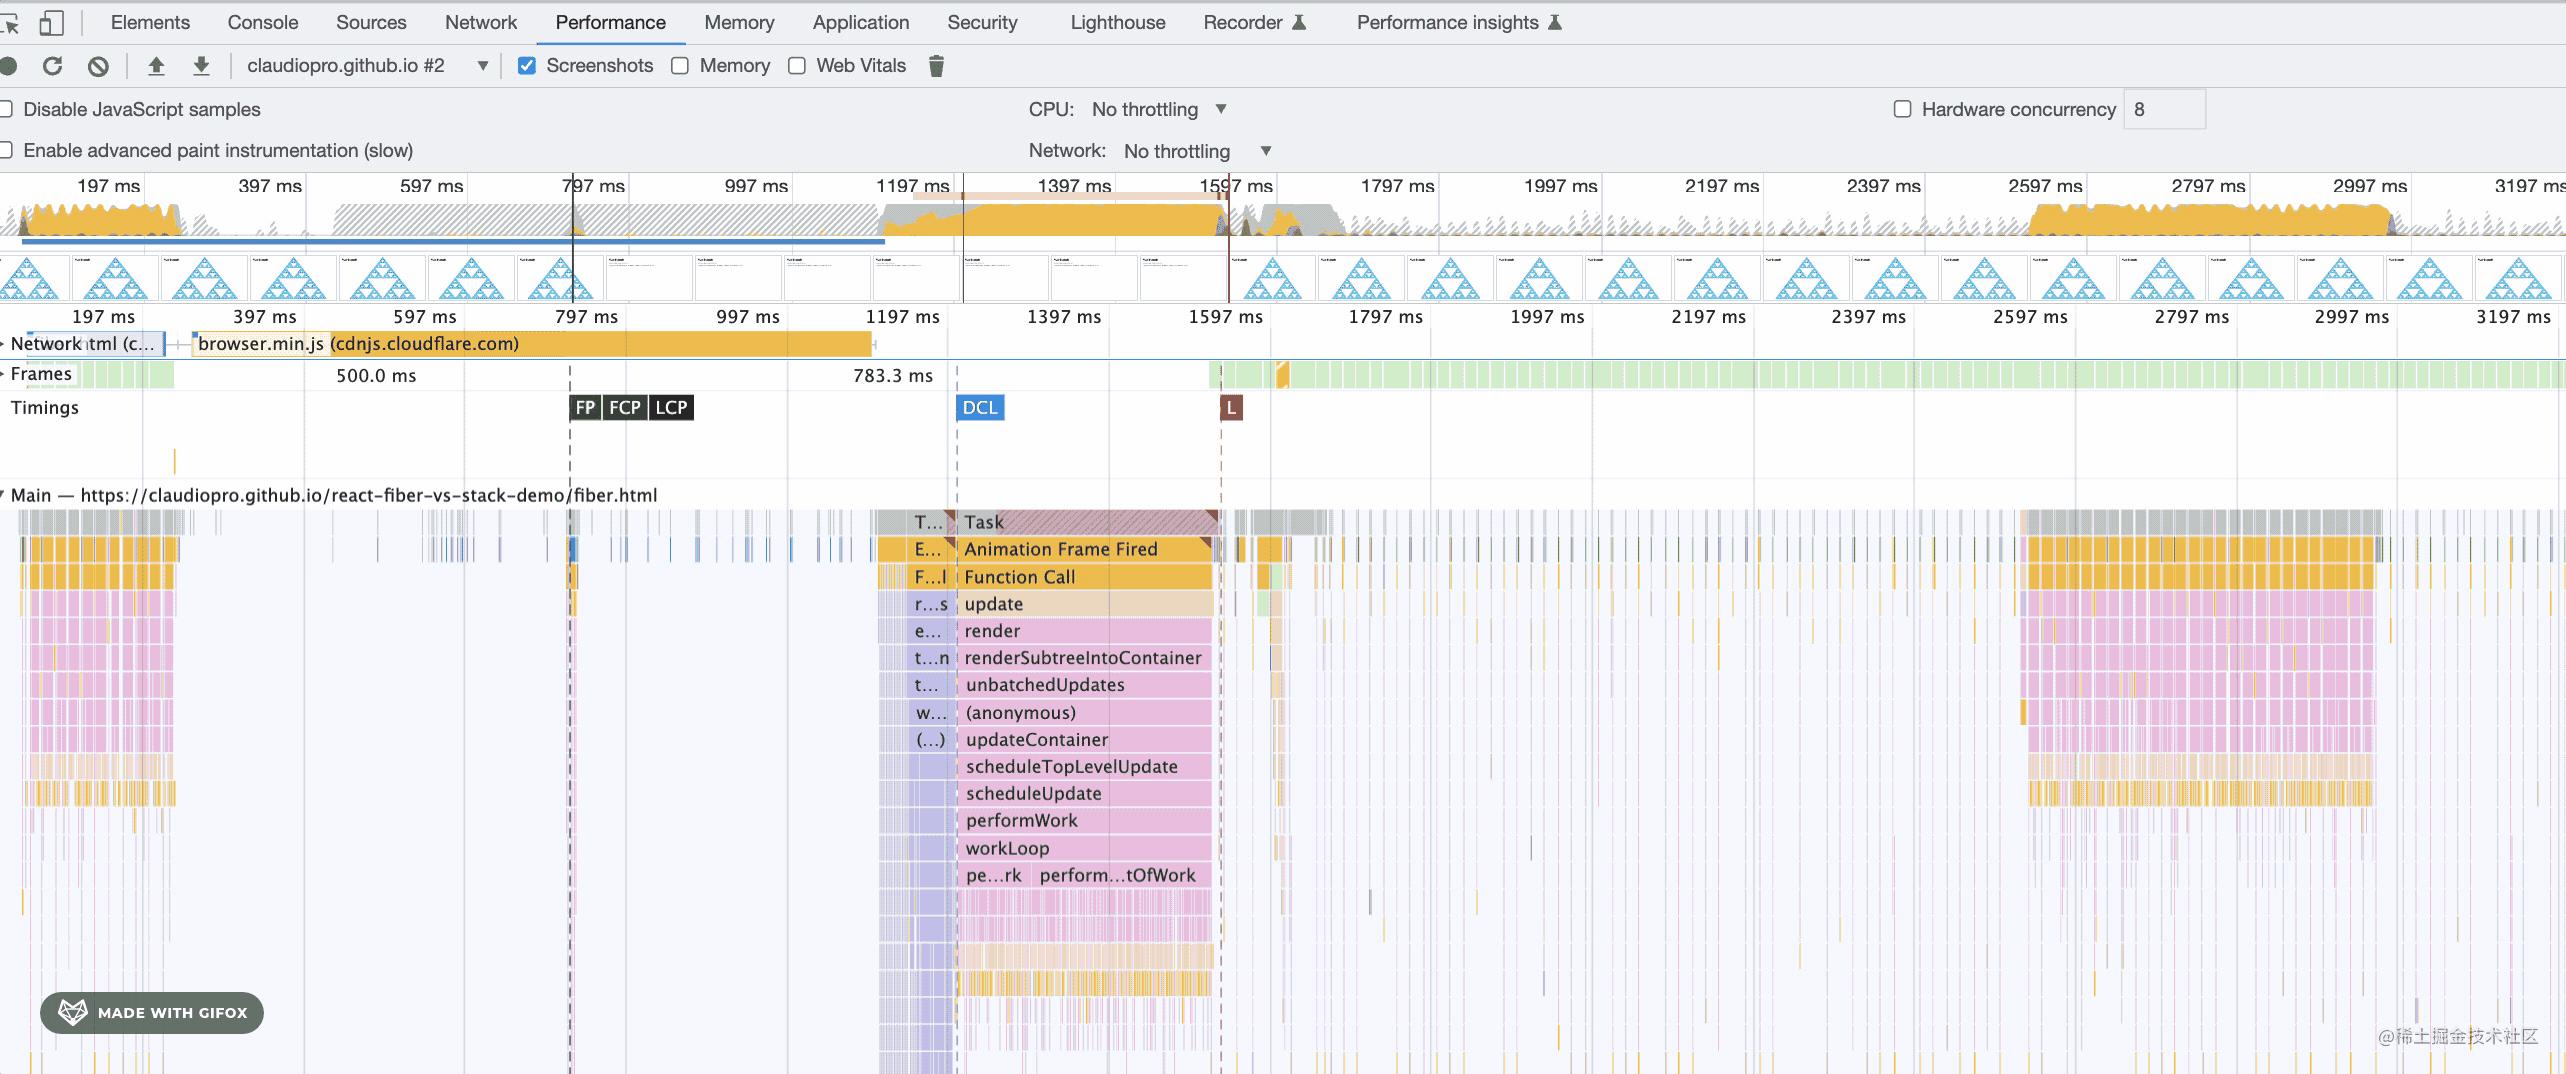 Elements Console Sources Network Performance Memory Application Security Lighthouse Recorder Performance insights
claudiopro.github.io #2 Screenshots Memory Web Vitals
Disable JavaScript samples CPU: No throttling Hardware concurrency 8
Enable advanced paint instrumentation (slow) Network: No throttling
197 ms 397 ms 597 ms 797 ms 997 ms 1197 ms 1397 ms 1597 ms 1797 ms 1997 ms 2197 ms 2397 ms 2597 ms 2797 ms 2997 ms 3197 ms
197 ms 397 ms 597 ms 797 ms 997 ms 1197 ms 1397 ms 1597 ms 1797 ms 1997 ms 2197 ms 2397 ms 2597 ms 2797 ms 2997 ms 3197 ms
Network tml (c... browser.min.js (cdnjs.cloudflare.com)
Frames 500.0 ms 783.3 ms
Timings FP FCP LCP DCL L
Main — https://claudiopro.github.io/react-fiber-vs-stack-demo/fiber.html
T... Task
E... Animation Frame Fired
F...l Function Call
r...s update
e... render
t...n renderSubtreeIntoContainer
t... unbatchedUpdates
w... (anonymous)
(...) updateContainer
scheduleTopLevelUpdate
scheduleUpdate
performWork
workLoop
pe...rk perform...tOfWork
MADE WITH GIFOX
@稀土掘金技术社区